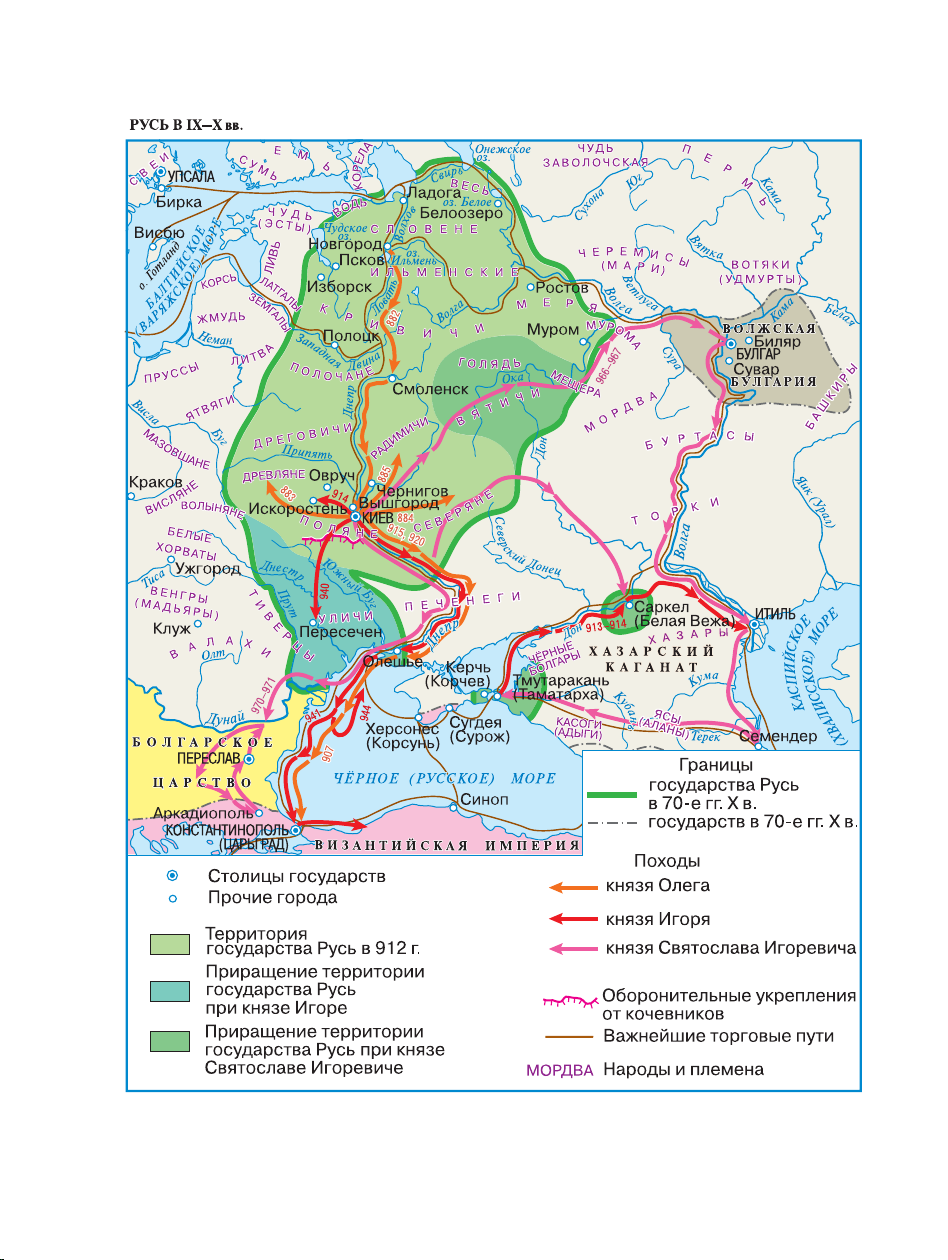 РУСЬ В IX–X вв.
СВЕИ
УПСАЛА
СУМЬ
ЕМЬ
КОРЕЛА
Онежское
оз.
ЧУДЬ
ЗАВОЛОЧСКАЯ
ПЕРМЬ
Бирка
Свирь
ВЕСЬ
Ладога
оз. Белое
Белоозеро
Сухона
Юг
Кама
Висбю
о. Готланд
ЧУДЬ
(ЭСТЫ)
ВОДЬ
Чудское
оз.
Волхов
СЛОВЕНЕ
Новгород
оз.
Ильмень
ИЛЬМЕНСКИЕ
Псков
Изборск
БАЛТИЙСКОЕ
(ВАРЯЖСКОЕ) МОРЕ
ЛИВЬ
КОРСЬ
ЛАТГАЛЫ
ЗЕМГАЛЫ
Ловать
882
КРИВИЧИ
Волга
Ростов
МЕРЯ
ЧЕРЕМИСЫ
(МАРИ)
Вятка
Ветлуга
Волга
ВОТЯКИ
(УДМУРТЫ)
Кама
Белая
ЖМУДЬ
Неман
ЛИТВА
ПРУССЫ
Полоцк
Западная
Двина
ПОЛОЧАНЕ
Муром
МУРОМА
966–967
Сура
ВОЛЖСКАЯ
Биляр
БУЛГАР
Сувар
БУЛГАРИЯ
БАШКИРЫ
ГОЛЯДЬ
Ока
МЕЩЕРА
Смоленск
Днепр
ВЯТИЧИ
МОРДВА
Висла
ЯТВЯГИ
Буг
ДРЕГОВИЧИ
РАДИМИЧИ
Дон
БУРТАСЫ
МАЗОВШАНЕ
Припять
Краков
ВИСЛЯНЕ
ВОЛЫНЯНЕ
ДРЕВЛЯНЕ
Овруч
885
883
914
Чернигов
Вышгород
Искоростень
КИЕВ
884
ПОЛЯНЕ
915, 920
СЕВЕРЯНЕ
ТОРКИ
Яик (Урал)
БЕЛЫЕ
ХОРВАТЫ
Ужгород
Тиса
Днестр
Южный Буг
Северский Донец
Волга
ВЕНГРЫ
(МАДЬЯРЫ)
Прут
940
УЛИЧИ
ПЕЧЕНЕГИ
Клуж
ТИВЕРЦЫ
Пересечен
ВАЛАХИ
Олт
Днепр
Дон
913–914
Саркел
(Белая Вежа)
ИТИЛЬ
ХАЗАРЫ
ХАЗАРСКИЙ
КАГАНАТ
Олешье
Керчь
(Корчев)
ЧЁРНЫЕ
БОЛГАРЫ
Тмутаракань
(Таматарха)
Кубань
Кума
КАСПИЙСКОЕ
(ХВАЛИССКОЕ) МОРЕ
970–971
Дунай
941
944
907
Херсонес
(Корсунь)
Сугдея
(Сурож)
КАСОГИ
(АДЫГИ)
ЯСЫ
(АЛАНЫ)
Терек
Семендер
БОЛГАРСКОЕ
ПЕРЕСЛАВ
ЦАРСТВО
ЧЁРНОЕ (РУССКОЕ) МОРЕ
Аркадиополь
Синоп
КОНСТАНТИНОПОЛЬ
(ЦАРЬГРАД)
ВИЗАНТИЙСКАЯ ИМПЕРИЯ
Границы
государства Русь
в 70-е гг. X в.
государств в 70-е гг. X в.
Столицы государств
Прочие города
Территория
государства Русь в 912 г.
Приращение территории
государства Русь
при князе Игоре
Приращение территории
государства Русь при князе
Святославе Игоревиче
Походы
князя Олега
князя Игоря
князя Святослава Игоревича
Оборонительные укрепления
от кочевников
Важнейшие торговые пути
МОРДВА Народы и племена